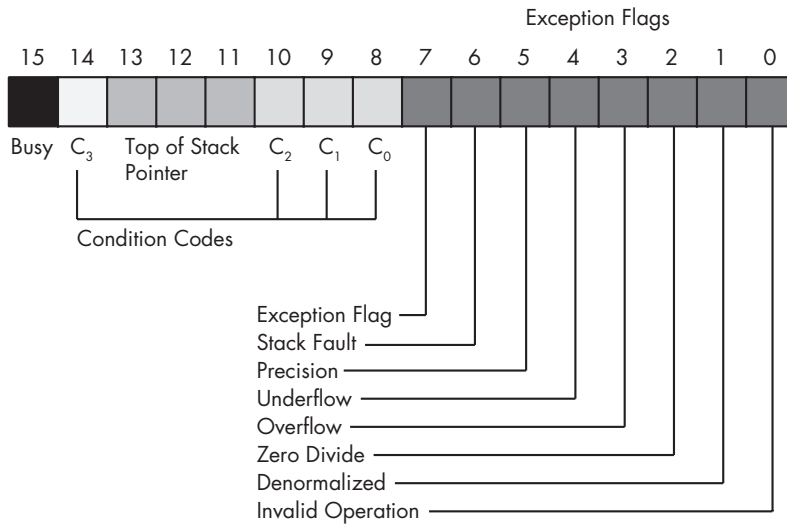 Exception Flags
15 14 13 12 11 10 9 8 7 6 5 4 3 2 1 0
Busy C₃ Top of Stack Pointer C₂ C₁ C₀
Condition Codes
Exception Flag
Stack Fault
Precision
Underflow
Overflow
Zero Divide
Denormalized
Invalid Operation